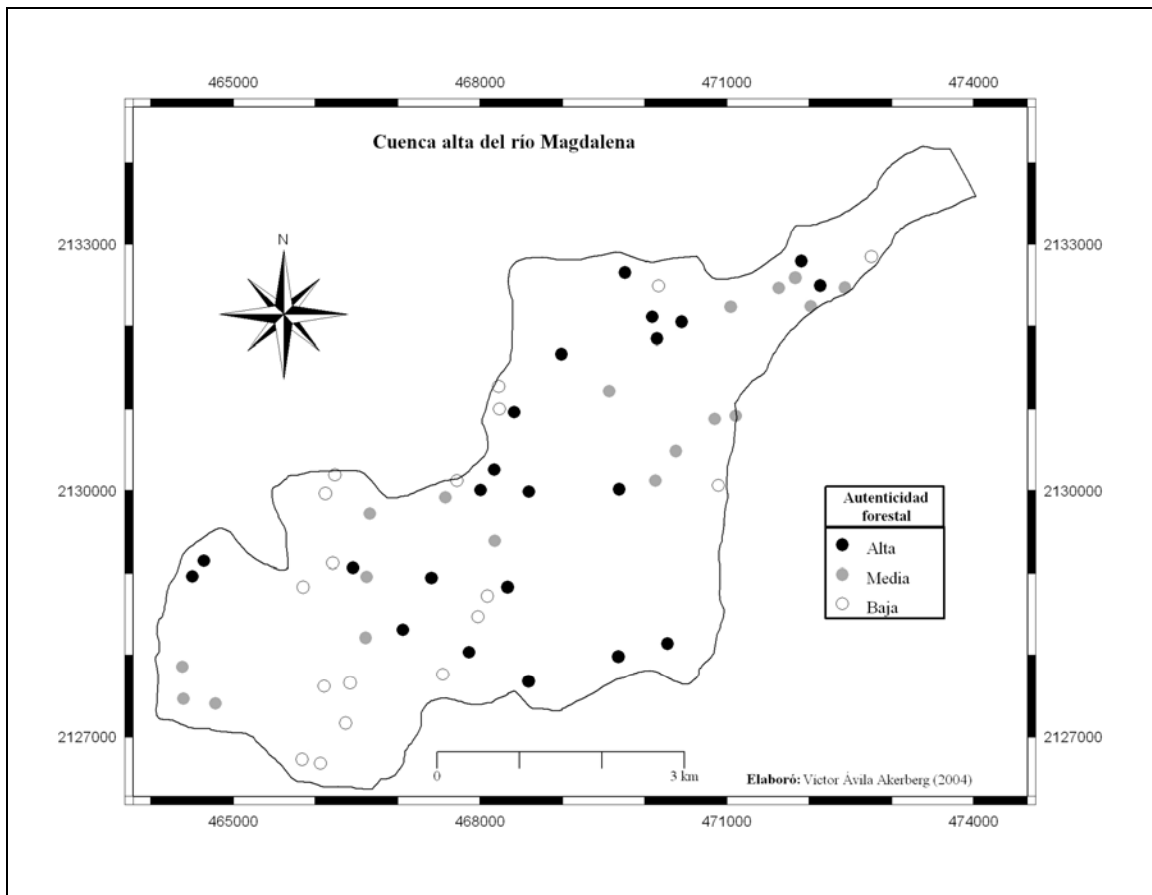 465000 468000 471000 474000
Cuenca alta del río Magdalena
N
2133000 2133000
2130000 2130000
Autenticidad
forestal
Alta
Media
Baja
2127000 2127000
0 3 km
Elaboró: Víctor Ávila Akerberg (2004)
465000 468000 471000 474000